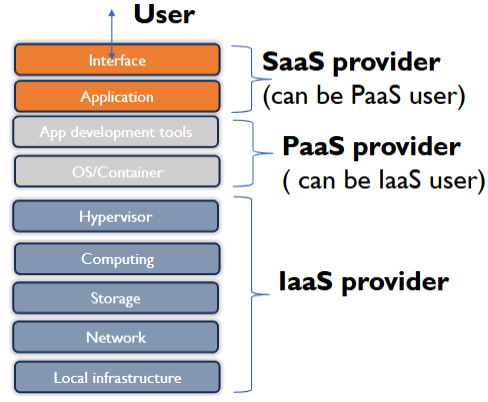 User
Interface
SaaS provider
(can be PaaS user)
Application
App development tools
PaaS provider
( can be IaaS user)
OS/Container
Hypervisor
Computing
IaaS provider
Storage
Network
Local infrastructure